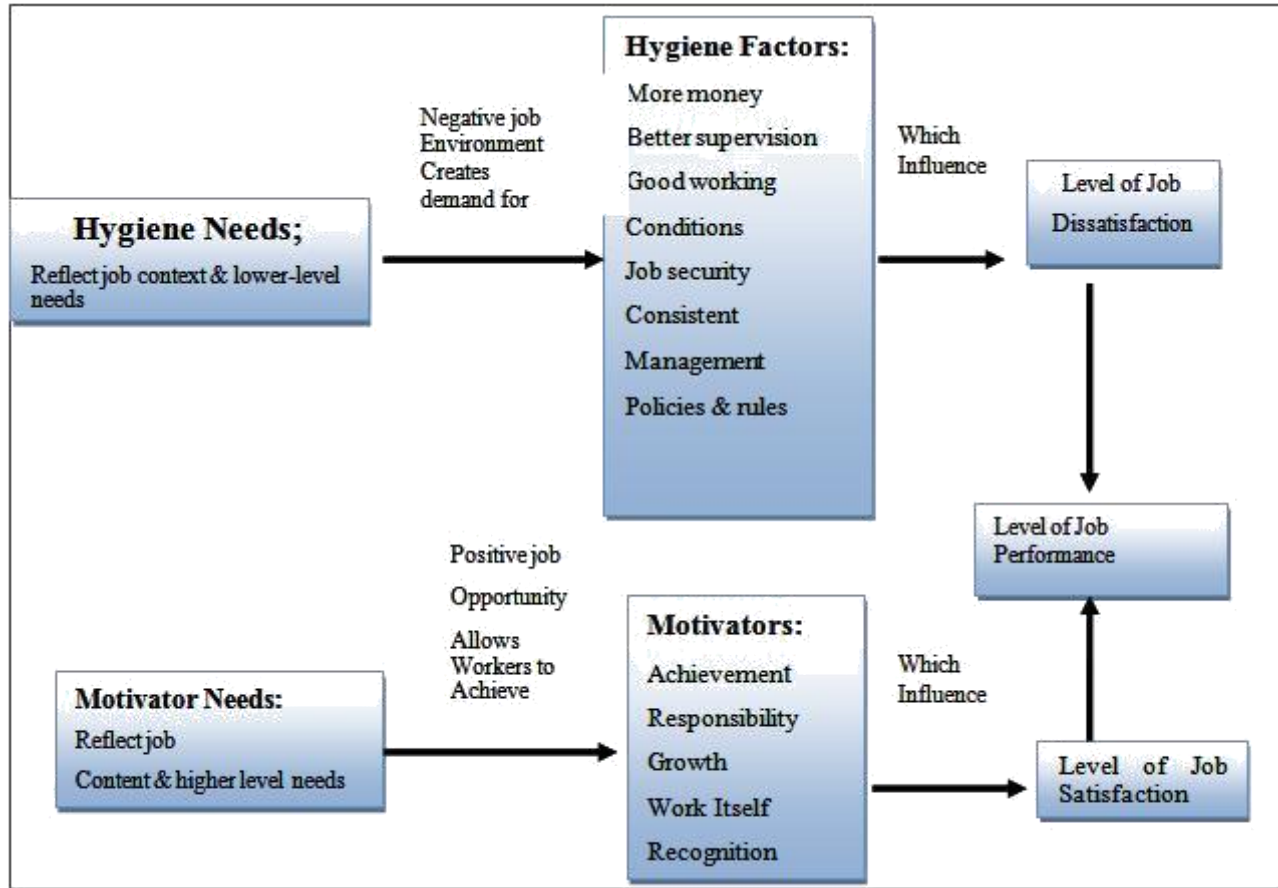 Hygiene Needs;
Reflect job context & lower-level
needs
Negative job
Environment
Creates
demand for
Hygiene Factors:
More money
Better supervision
Good working
Conditions
Job security
Consistent
Management
Policies & rules
Which
Influence
Level of Job
Dissatisfaction
Level of Job
Performance
Motivator Needs:
Reflect job
Content & higher level needs
Positive job
Opportunity
Allows
Workers to
Achieve
Motivators:
Achievement
Responsibility
Growth
Work Itself
Recognition
Which
Influence
Level of Job
Satisfaction